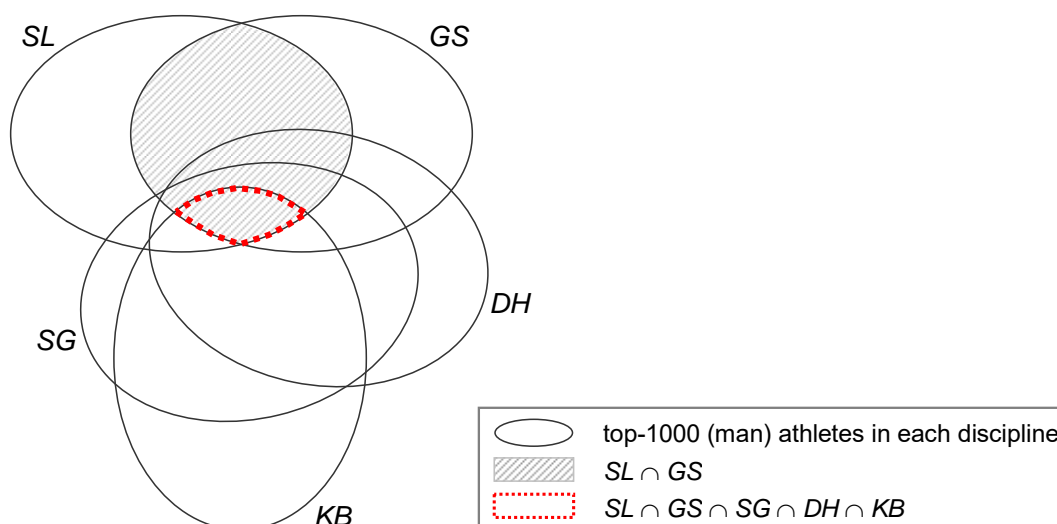 SL
GS
DH
SG
KB
top-1000 (man) athletes in each discipline
SL ∩ GS
SL ∩ GS ∩ SG ∩ DH ∩ KB